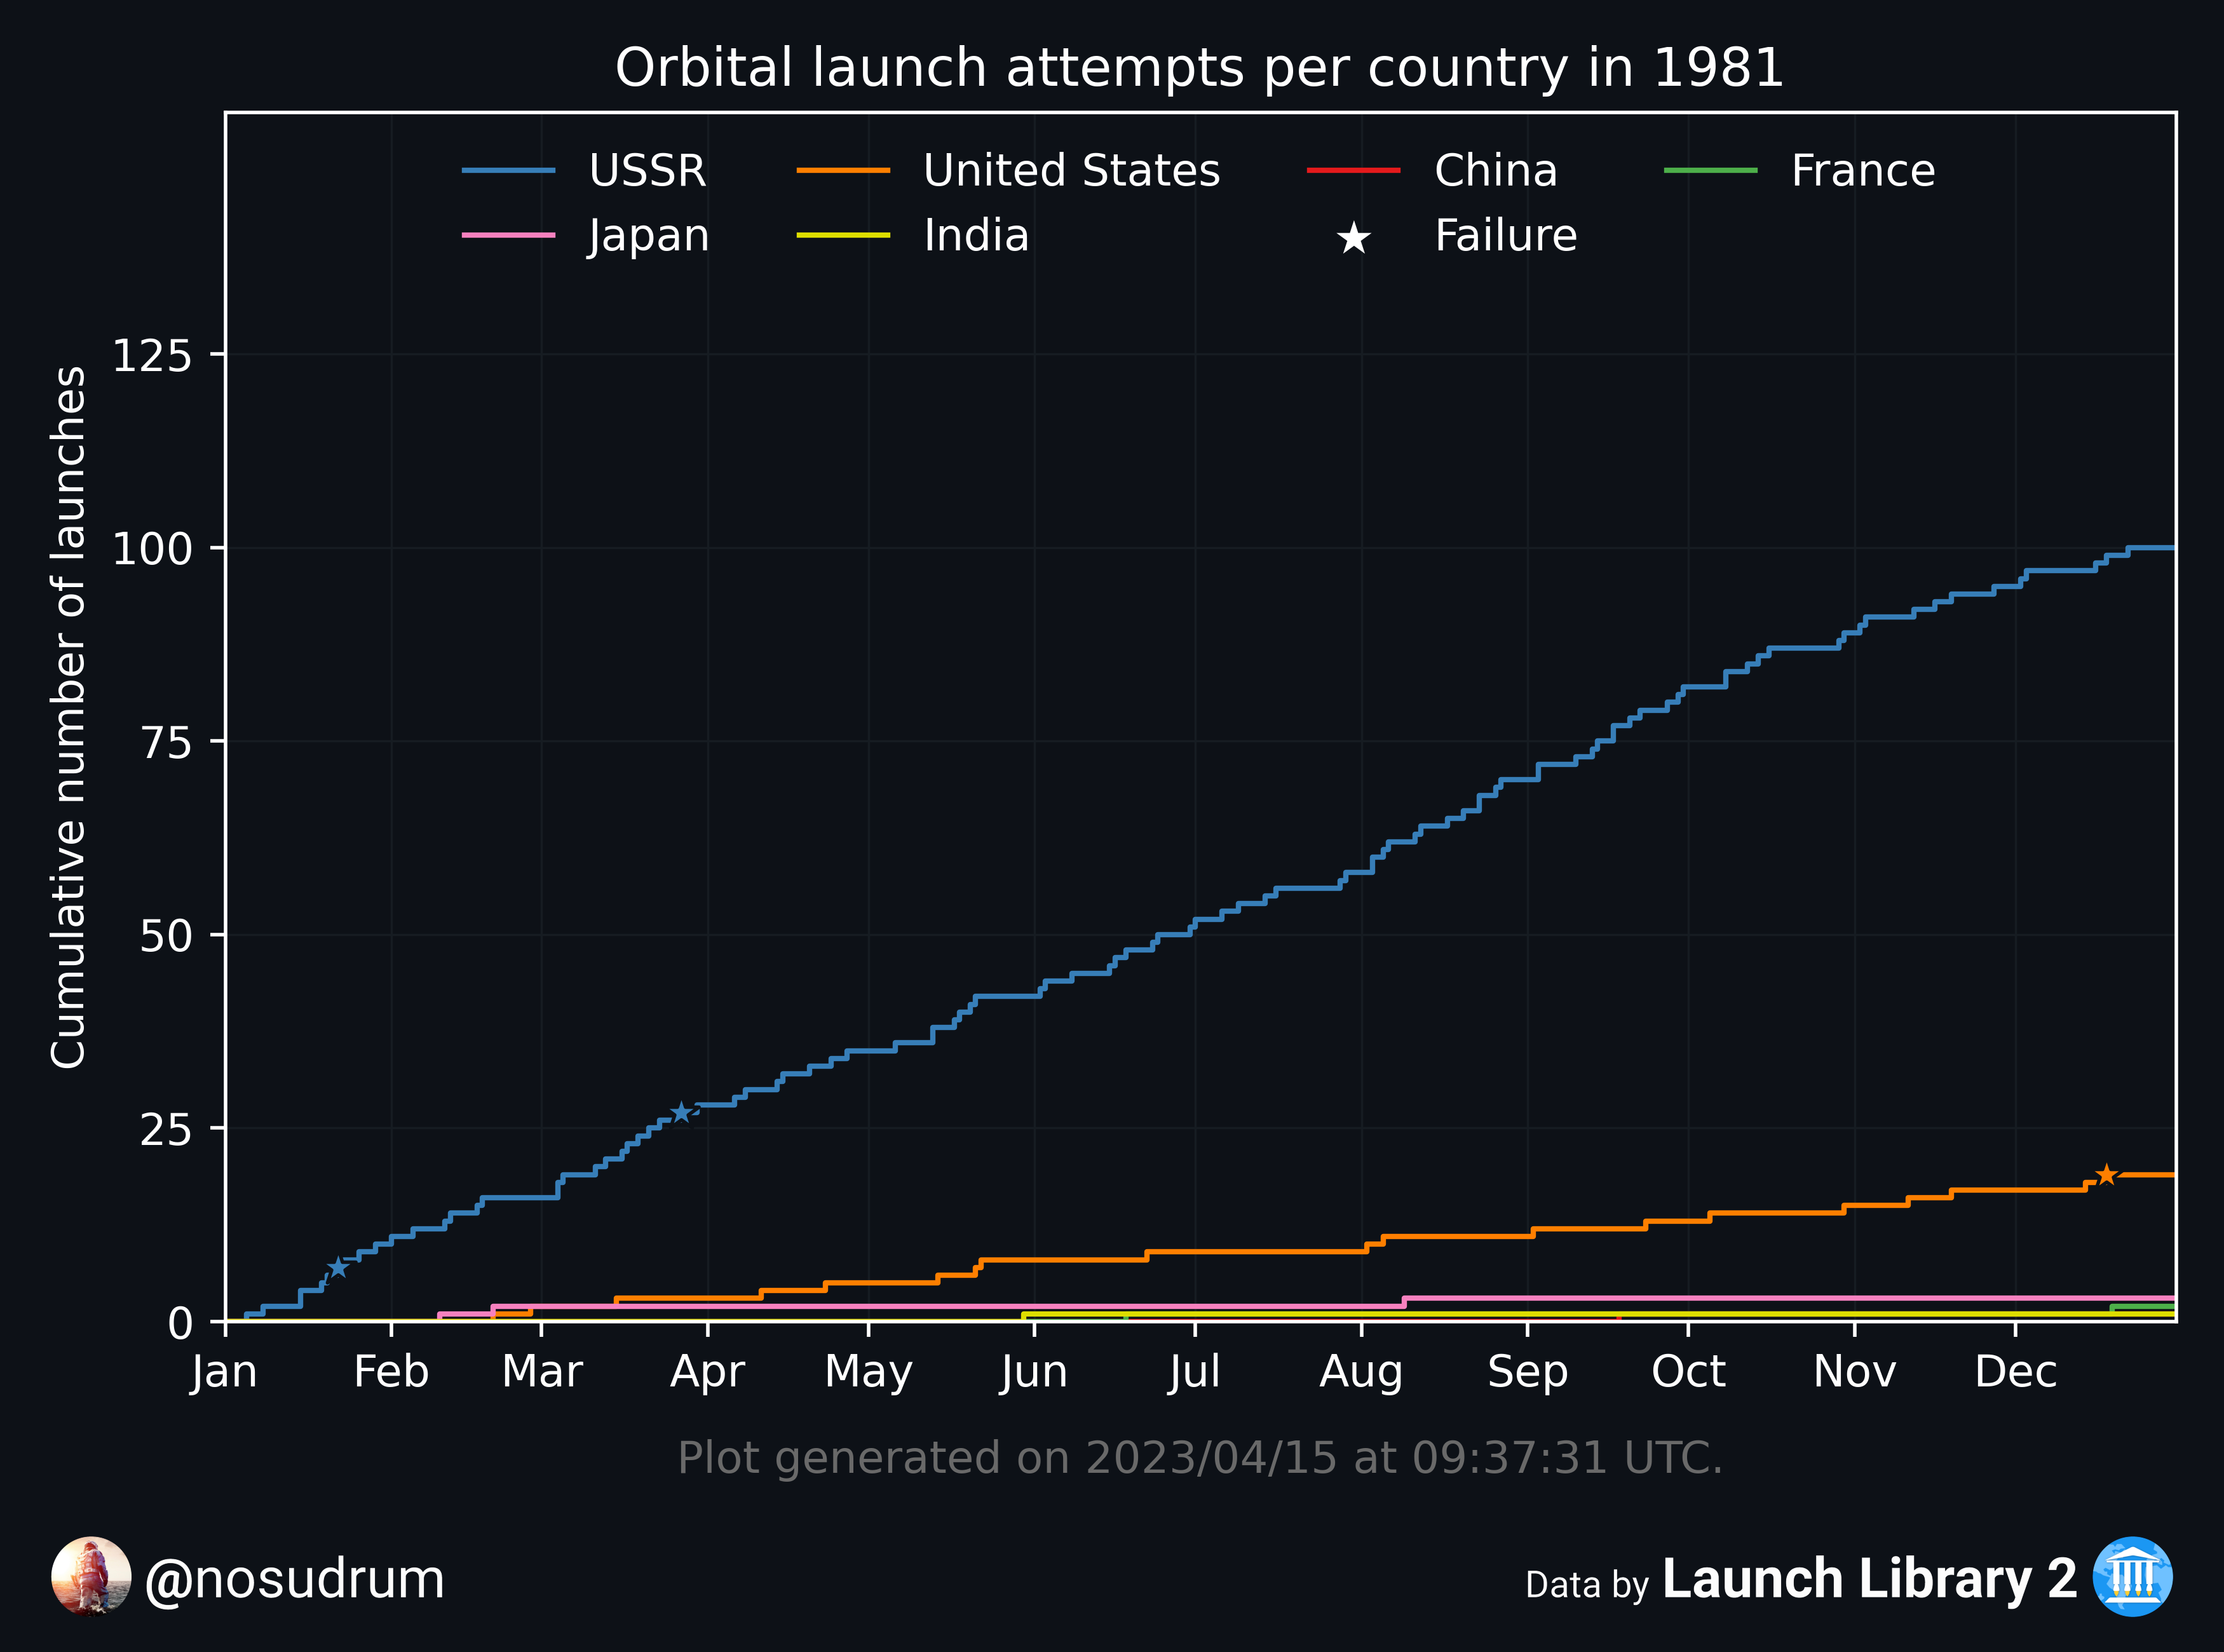 Orbital launch attempts per country in 1981
USSR United States China France
Japan India Failure
Cumulative number of launches
125
100
75
50
25
0
Jan Feb Mar Apr May Jun Jul Aug Sep Oct Nov Dec
Plot generated on 2023/04/15 at 09:37:31 UTC.
@nosudrum
Data by Launch Library 2